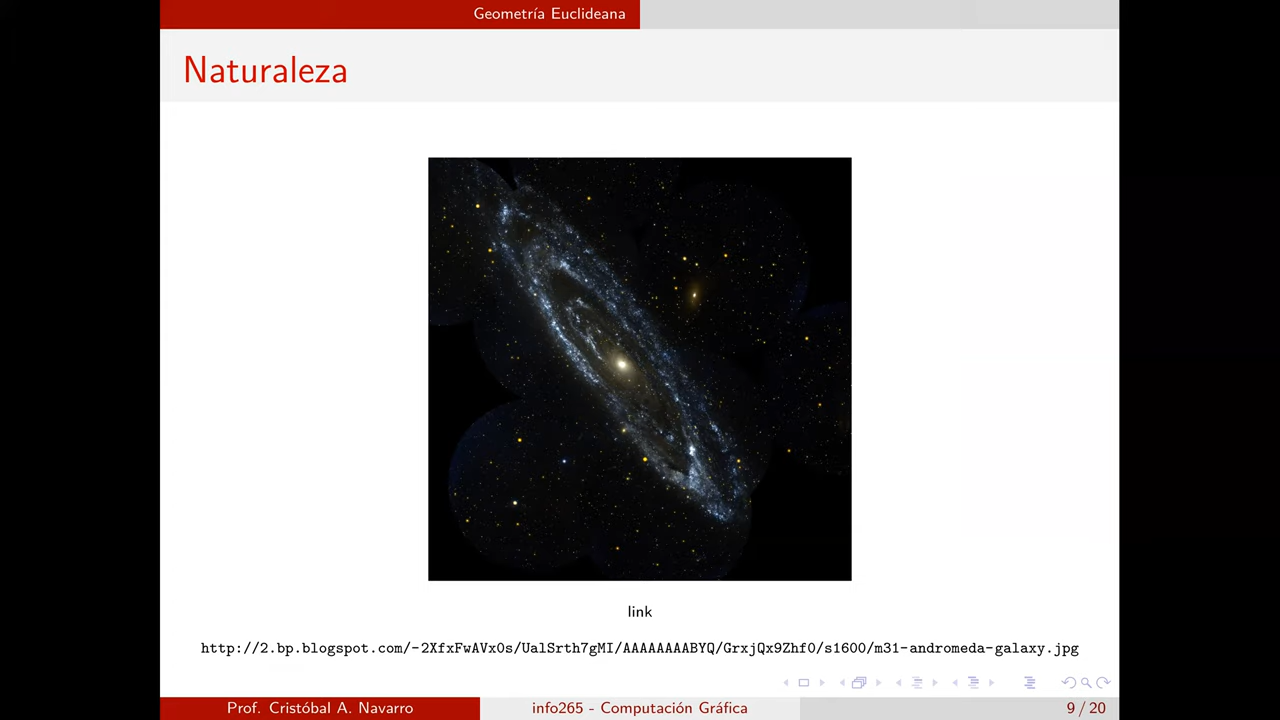 Geometría Euclideana
Naturaleza
link
http://2.bp.blogspot.com/-2XfxFwAVx0s/UalSrth7gMI/AAAAAAAABYQ/GrxjQx9Zhf0/s1600/m31-andromeda-galaxy.jpg
Prof. Cristóbal A. Navarro
info265 - Computación Gráfica
9 / 20